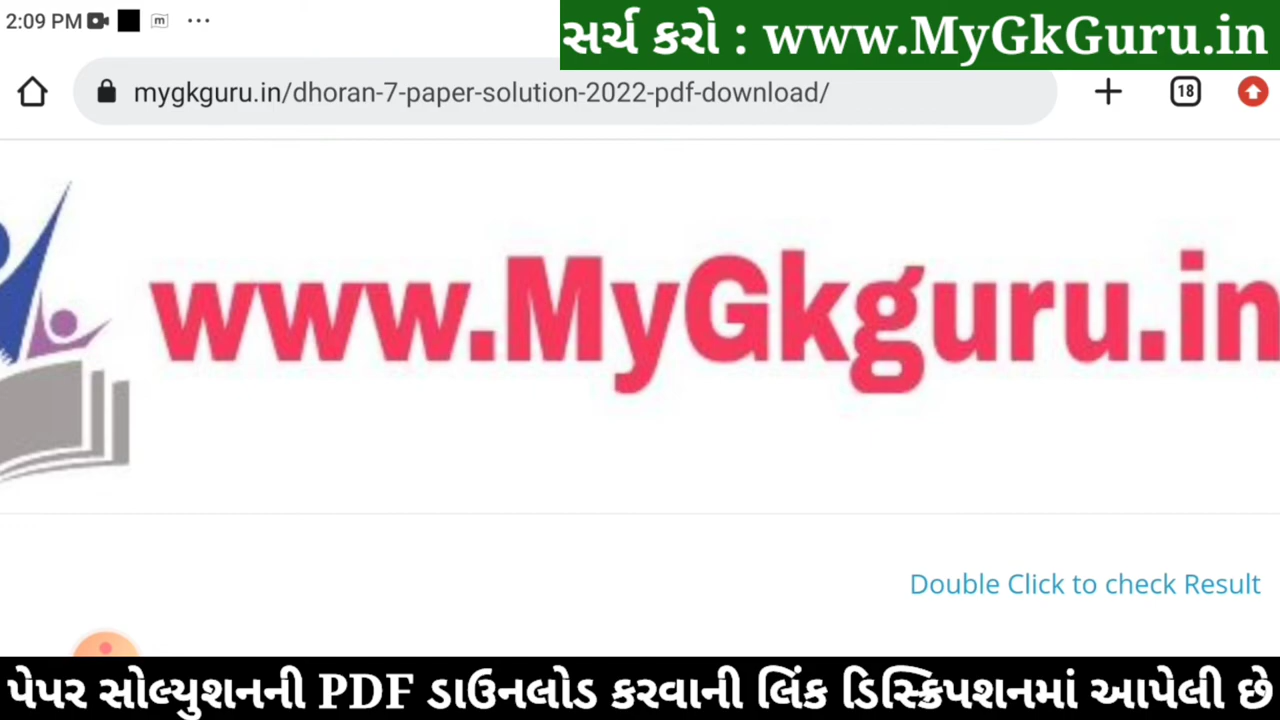 2:09 PM
સર્ચ કરો : www.MyGkGuru.in
mygkguru.in/dhoran-7-paper-solution-2022-pdf-download/
18
www.MyGkguru.in
Double Click to check Result
પેપર સોલ્યુશનની PDF ડાઉનલોડ કરવાની લિંક ડિસ્ક્રિપશનમાં આપેલી છે